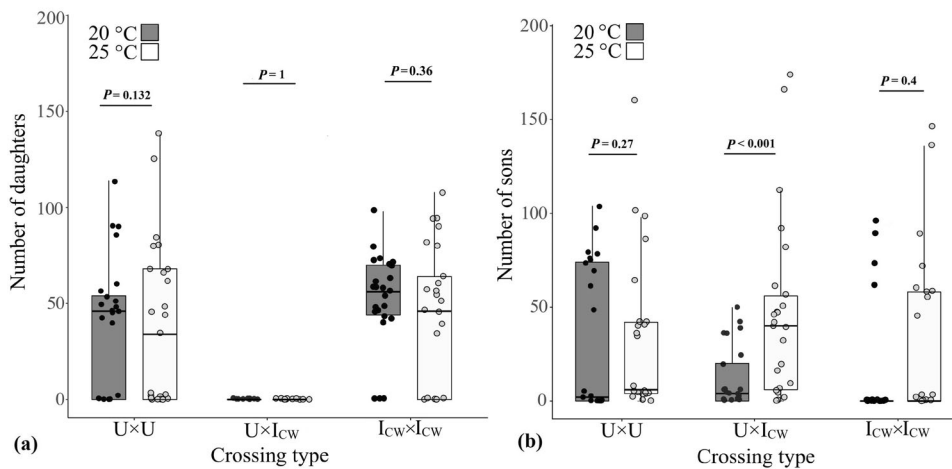 200
150
100
50
0
Number of daughters
20 °C
25 °C
P = 0.132
P = 1
P = 0.36
U×U
U×I_CW
I_CW×I_CW
Crossing type
(a)
200
150
100
50
0
Number of sons
20 °C
25 °C
P = 0.27
P < 0.001
P = 0.4
U×U
U×I_CW
I_CW×I_CW
Crossing type
(b)